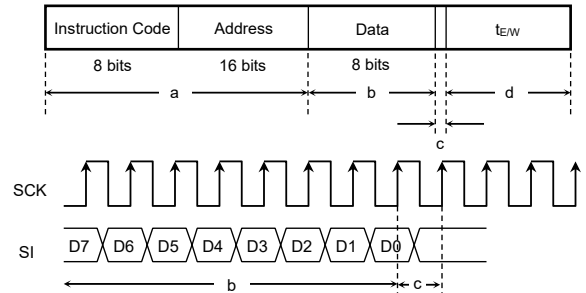 Instruction Code Address Data tE/W
8 bits 16 bits 8 bits
a b d
c
SCK
SI D7 D6 D5 D4 D3 D2 D1 D0
b c